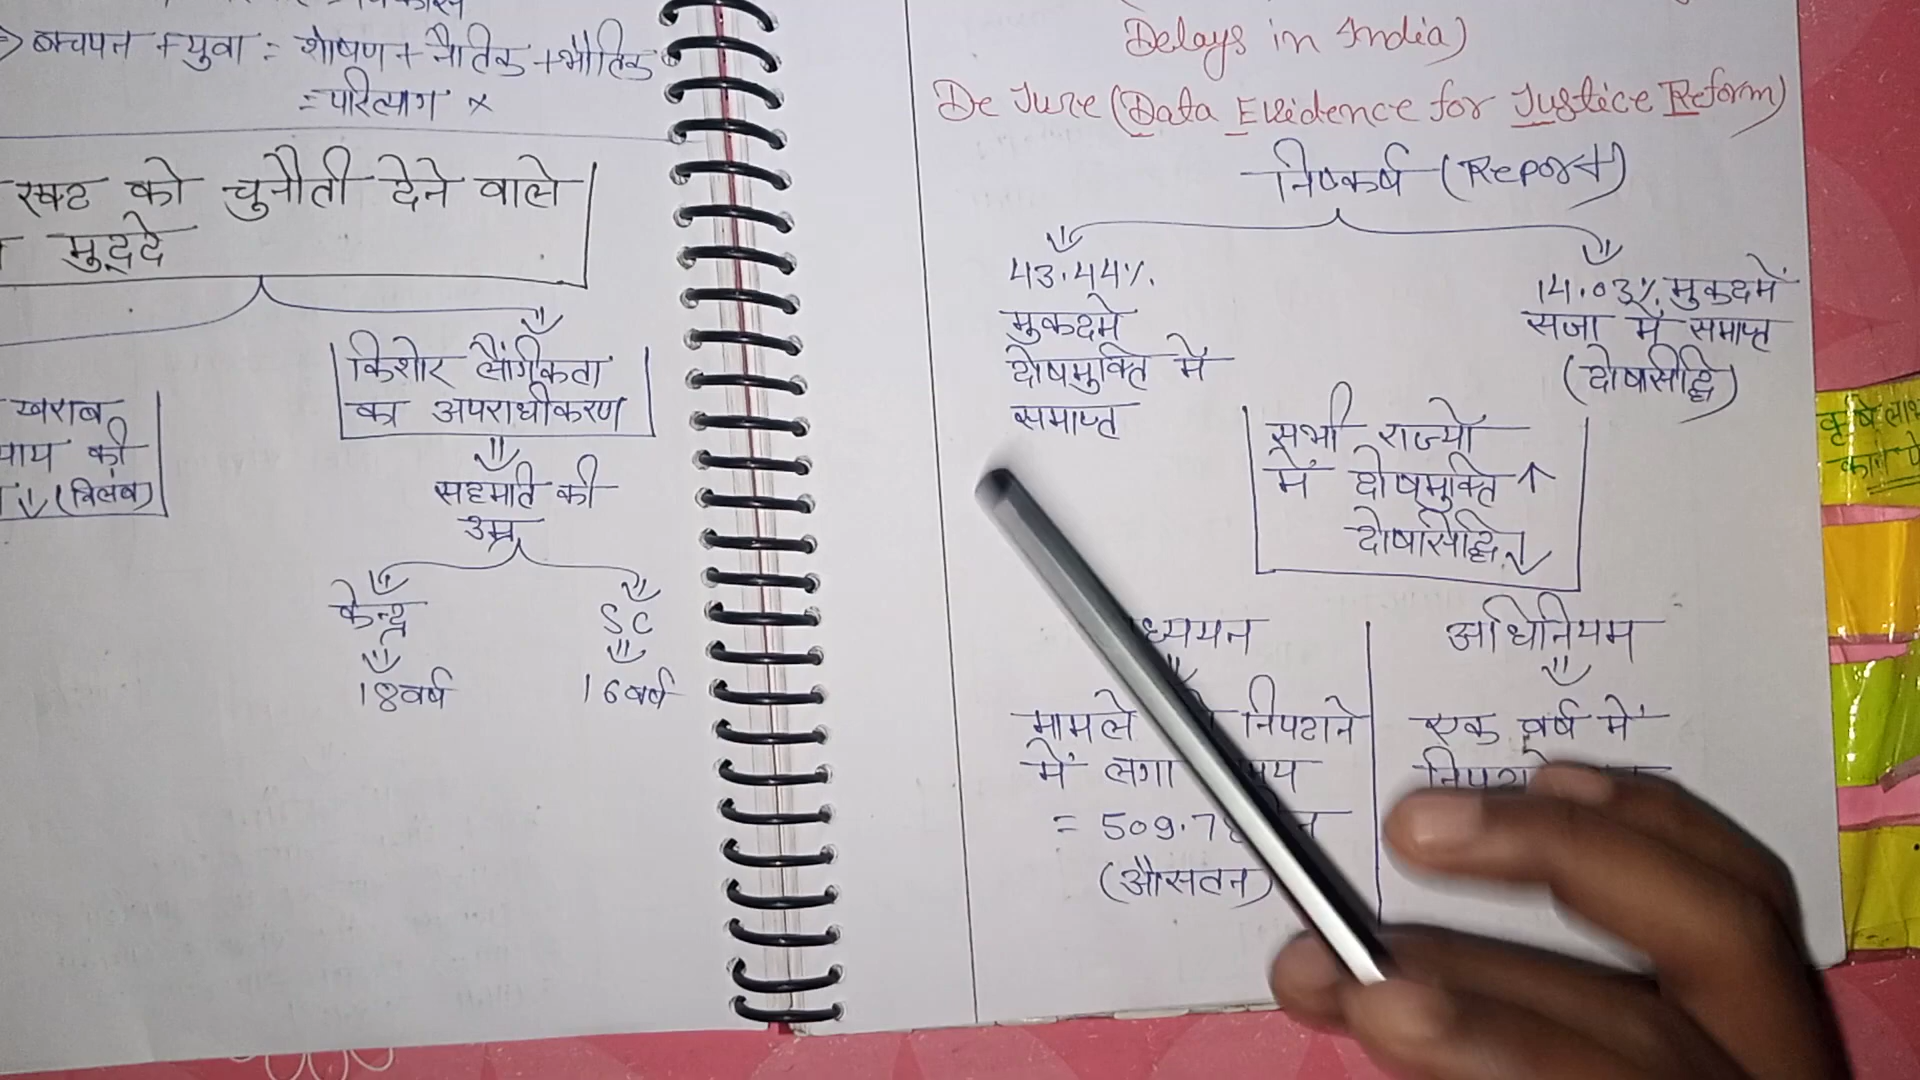 बचपन + युवा = शोषण + नैतिक + भौतिक
= परित्याग ×
को चुनौती देने वाले
मुद्दे
खराब
की
(विलंब)
किशोर लैंगीकता
का अपराधीकरण
सहमति की
उम्र
केन्द्र
18 वर्ष
SC
16 वर्ष
Delays in India)
De Jure (Data Evidence for Justice Reform)
निष्कर्ष (Report)
43.44%
मुकदमे
दोषमुक्ति में
समाप्त
14.03% मुकदमें
सजा में समाप्त
(दोषसिद्धि)
सभी राज्यों
में दोषमुक्ति ↑
दोषसिद्धि ↓
मामले निपटाने
में लगा
= 509.7
(औसतन)
अधिनियम
एक वर्ष में
कृषि